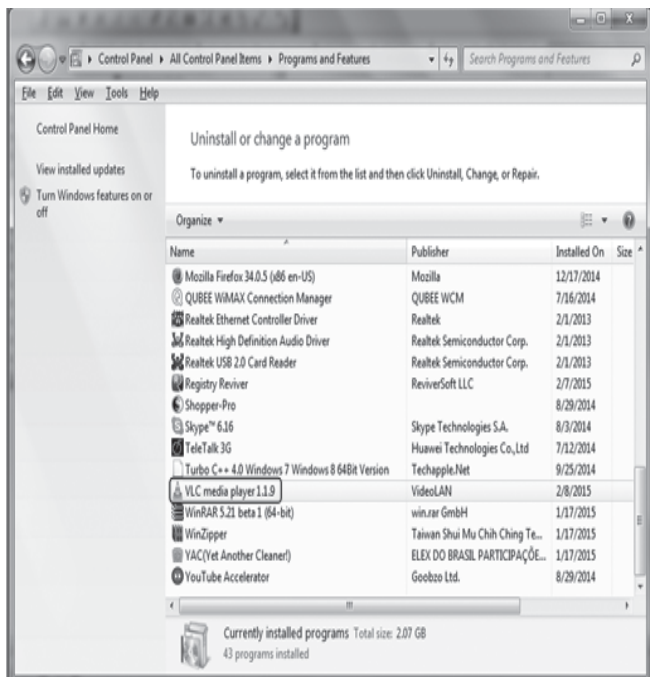 Control Panel ▸ All Control Panel Items ▸ Programs and Features
Search Programs and Features
File Edit View Tools Help
Control Panel Home
View installed updates
Turn Windows features on or
off
Uninstall or change a program
To uninstall a program, select it from the list and then click Uninstall, Change, or Repair.
Organize
Name Publisher Installed On Size
Mozilla Firefox 34.0.5 (x86 en-US) Mozilla 12/17/2014
QUBEE WiMAX Connection Manager QUBEE WCM 7/16/2014
Realtek Ethernet Controller Driver Realtek 2/1/2013
Realtek High Definition Audio Driver Realtek Semiconductor Corp. 2/1/2013
Realtek USB 2.0 Card Reader Realtek Semiconductor Corp. 2/1/2013
Registry Reviver ReviverSoft LLC 2/7/2015
Shopper-Pro 8/29/2014
Skype™ 6.16 Skype Technologies S.A. 8/3/2014
TeleTalk 3G Huawei Technologies Co.,Ltd 7/12/2014
Turbo C++ 4.0 Windows 7 Windows 8 64Bit Version Techapple.Net 9/25/2014
VLC media player 1.1.9 VideoLAN 2/8/2015
WinRAR 5.21 beta 1 (64-bit) win.rar GmbH 1/17/2015
WinZipper Taiwan Shui Mu Chih Ching Te... 1/17/2015
YAC(Yet Another Cleaner!) ELEX DO BRASIL PARTICIPAÇÕE... 1/17/2015
YouTube Accelerator Goobzo Ltd. 8/29/2014
Currently installed programs Total size: 2.07 GB
43 programs installed